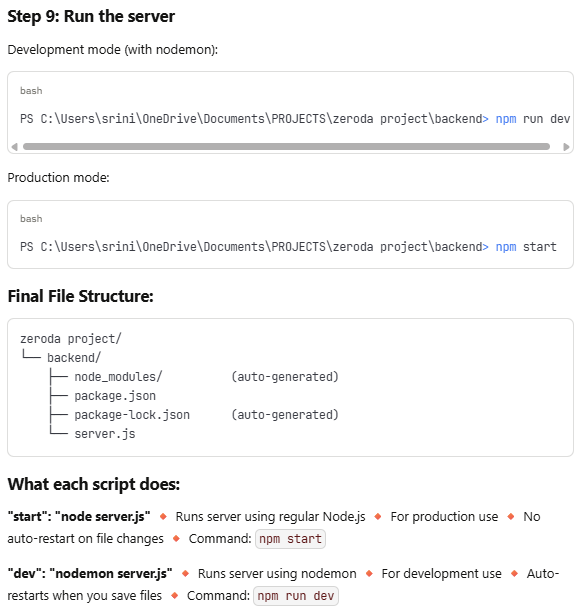 Step 9: Run the server
Development mode (with nodemon):
bash
PS C:\Users\srini\OneDrive\Documents\PROJECTS\zeroda project\backend> npm run dev
Production mode:
bash
PS C:\Users\srini\OneDrive\Documents\PROJECTS\zeroda project\backend> npm start
Final File Structure:
zeroda project/
└── backend/
    ├── node_modules/          (auto-generated)
    ├── package.json
    ├── package-lock.json      (auto-generated)
    └── server.js
What each script does:
"start": "node server.js" 🔸 Runs server using regular Node.js 🔸 For production use 🔸 No
auto-restart on file changes 🔸 Command: npm start
"dev": "nodemon server.js" 🔸 Runs server using nodemon 🔸 For development use 🔸 Auto-
restarts when you save files 🔸 Command: npm run dev